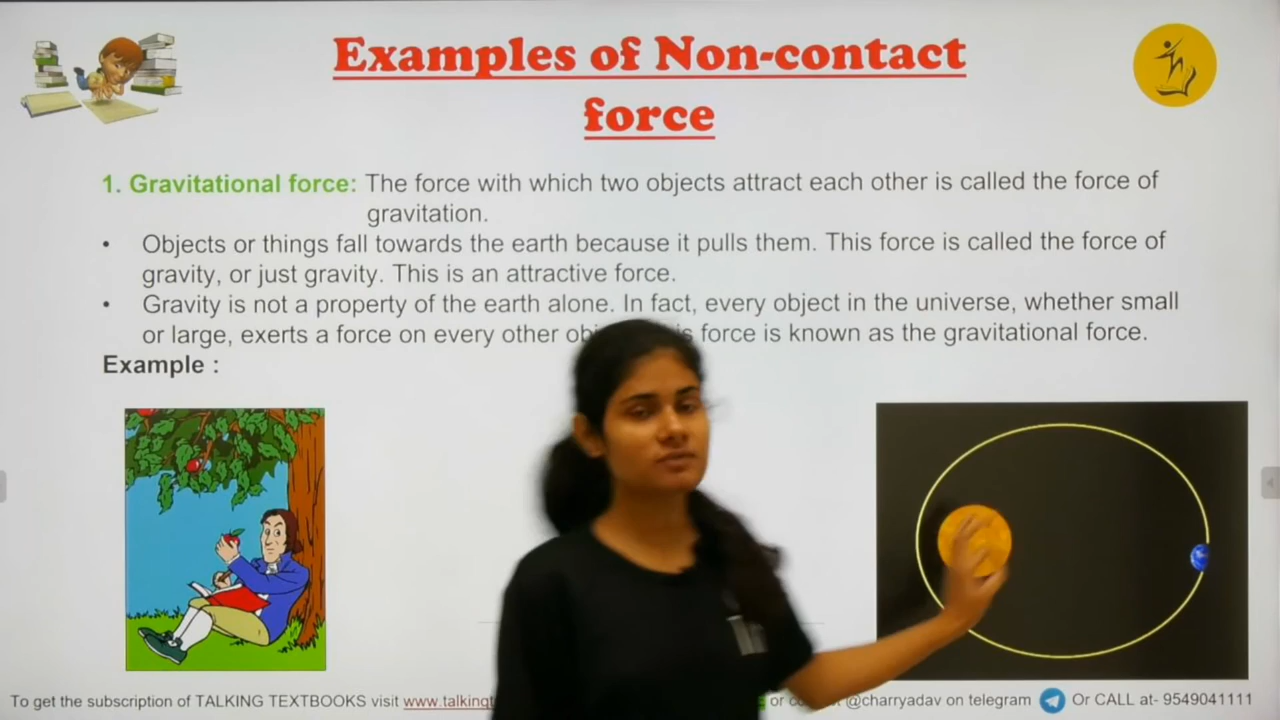 Examples of Non-contact
force
1. Gravitational force: The force with which two objects attract each other is called the force of
gravitation.
• Objects or things fall towards the earth because it pulls them. This force is called the force of
gravity, or just gravity. This is an attractive force.
• Gravity is not a property of the earth alone. In fact, every object in the universe, whether small
or large, exerts a force on every other force is known as the gravitational force.
Example :
To get the subscription of TALKING TEXTBOOKS visit @charryadav on telegram Or CALL at- 9549041111